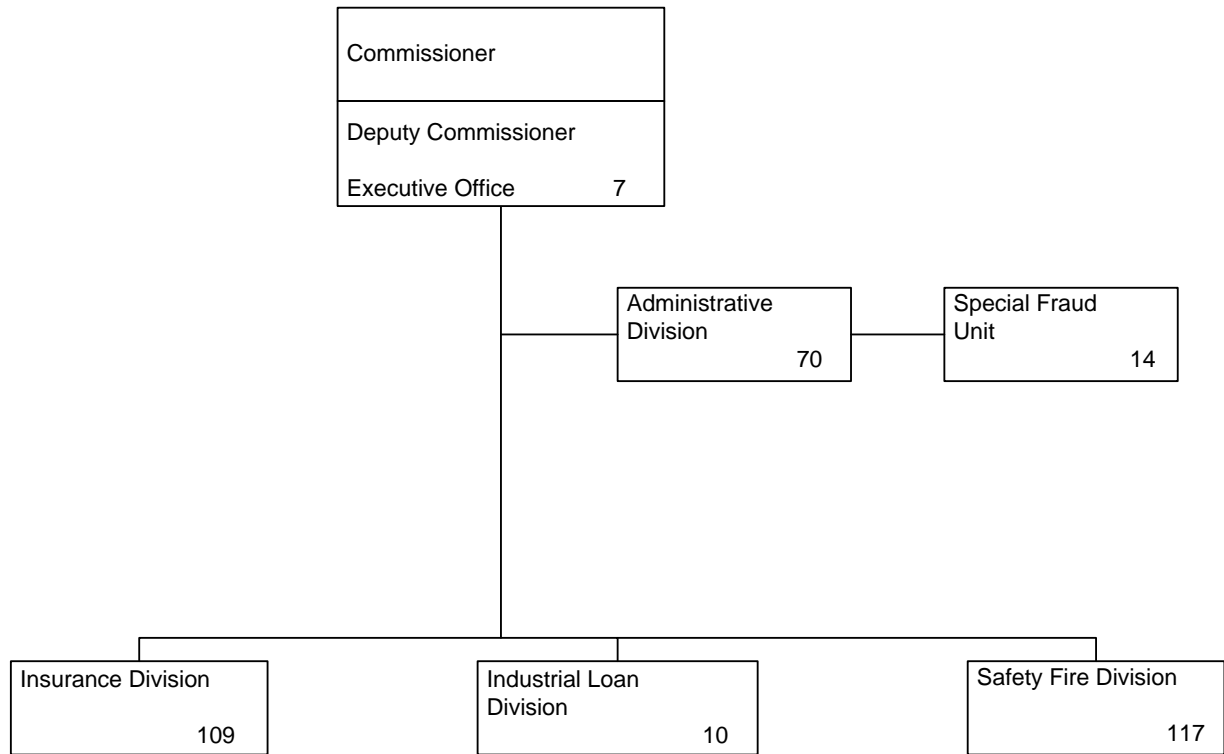 Commissioner
Deputy Commissioner
Executive Office 7
Administrative
Division
70
Special Fraud
Unit
14
Insurance Division
109
Industrial Loan
Division
10
Safety Fire Division
117